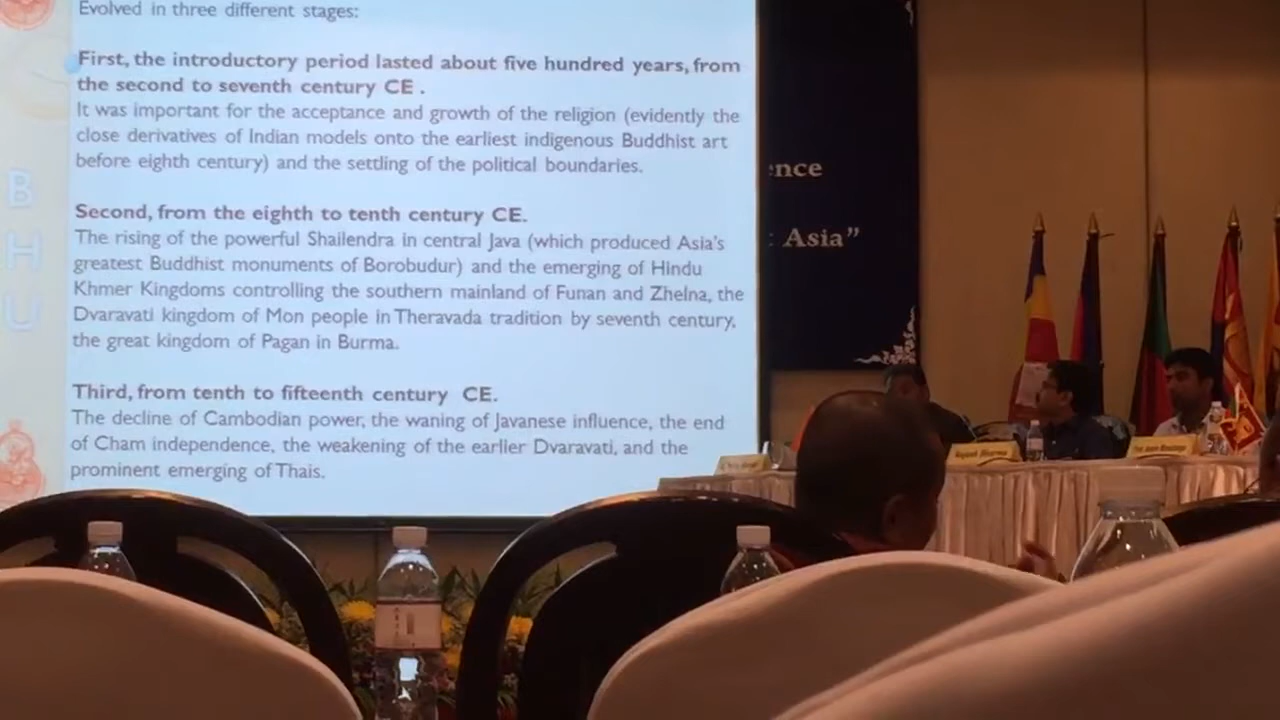 Evolved in three different stages:
First, the introductory period lasted about five hundred years, from
the second to seventh century CE .
It was important for the acceptance and growth of the religion (evidently the
close derivatives of Indian models onto the earliest indigenous Buddhist art
before eighth century) and the settling of the political boundaries.
Second, from the eighth to tenth century CE.
The rising of the powerful Shailendra in central Java (which produced Asia's
greatest Buddhist monuments of Borobudur) and the emerging of Hindu
Khmer Kingdoms controlling the southern mainland of Funan and Zhelna, the
Dvaravati kingdom of Mon people in Theravada tradition by seventh century,
the great kingdom of Pagan in Burma.
Third, from tenth to fifteenth century CE.
The decline of Cambodian power, the waning of Javanese influence, the end
of Cham independence, the weakening of the earlier Dvaravati, and the
prominent emerging of Thais.
B
H
U
ence
Asia”